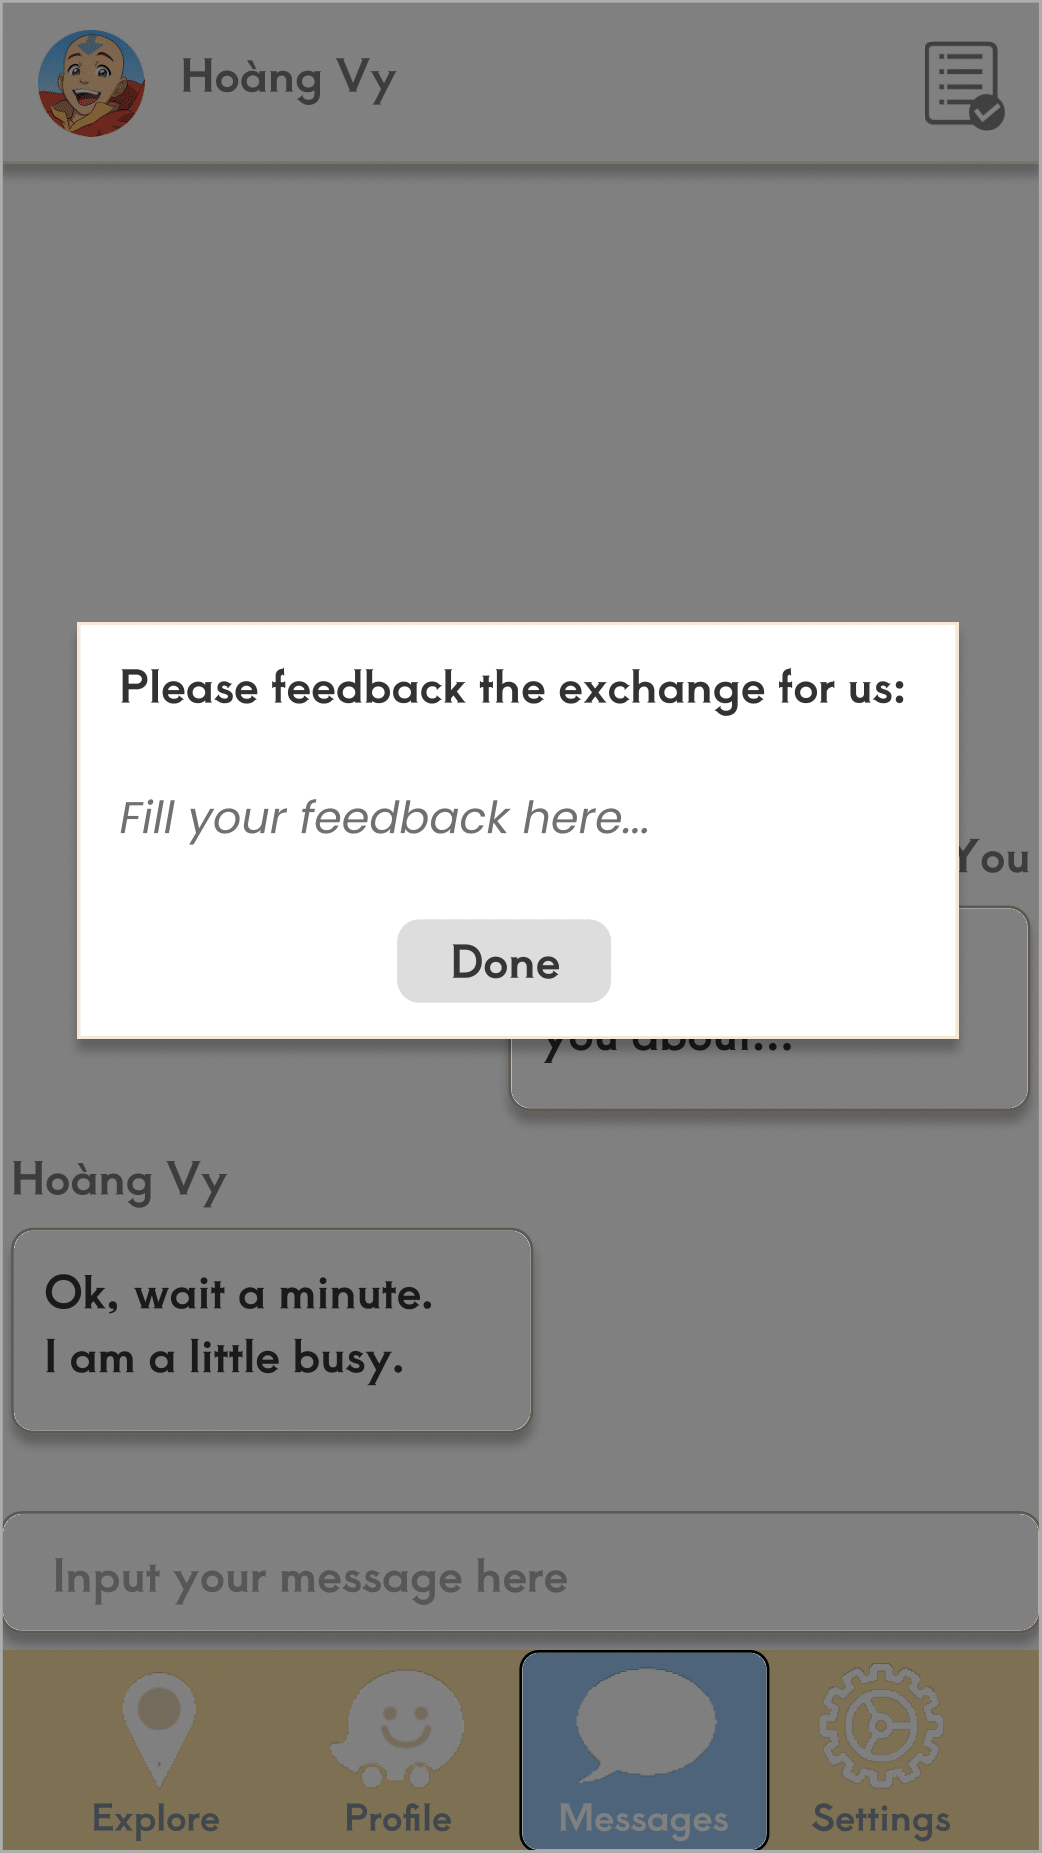 Hoàng Vy
Please feedback the exchange for us:
Fill your feedback here...
You
Done
you about...
Hoàng Vy
Ok, wait a minute.
I am a little busy.
Input your message here
Explore
Profile
Messages
Settings